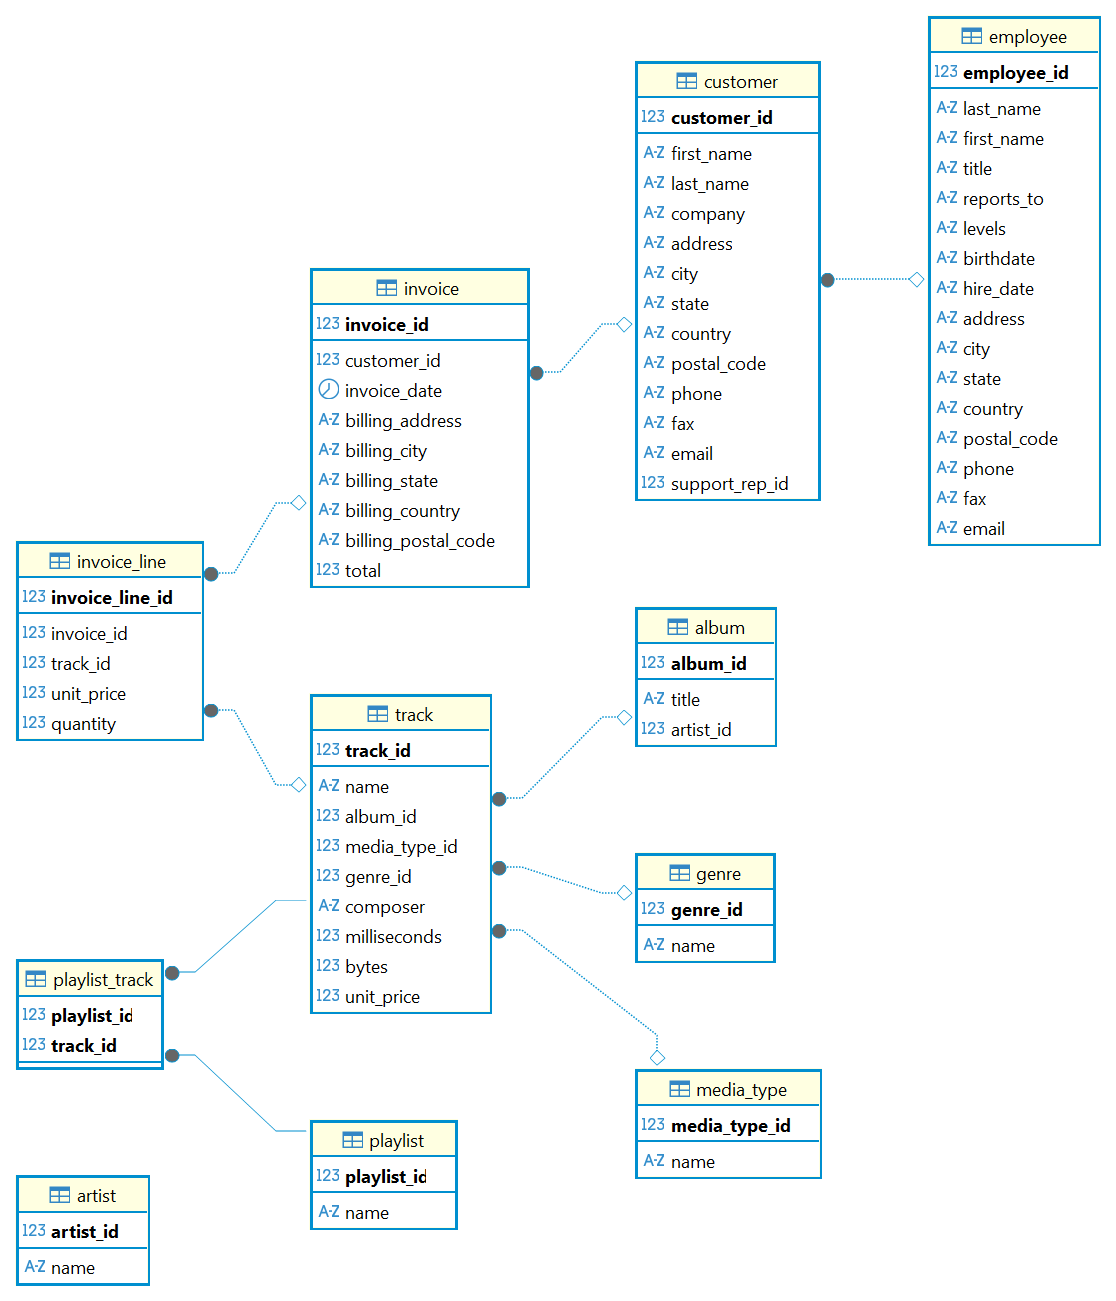 employee
123 employee_id
A-Z last_name
A-Z first_name
A-Z title
A-Z reports_to
A-Z levels
A-Z birthdate
A-Z hire_date
A-Z address
A-Z city
A-Z state
A-Z country
A-Z postal_code
A-Z phone
A-Z fax
A-Z email
customer
123 customer_id
A-Z first_name
A-Z last_name
A-Z company
A-Z address
A-Z city
A-Z state
A-Z country
A-Z postal_code
A-Z phone
A-Z fax
A-Z email
123 support_rep_id
invoice
123 invoice_id
123 customer_id
invoice_date
A-Z billing_address
A-Z billing_city
A-Z billing_state
A-Z billing_country
A-Z billing_postal_code
123 total
invoice_line
123 invoice_line_id
123 invoice_id
123 track_id
123 unit_price
123 quantity
album
123 album_id
A-Z title
123 artist_id
track
123 track_id
A-Z name
123 album_id
123 media_type_id
123 genre_id
A-Z composer
123 milliseconds
123 bytes
123 unit_price
genre
123 genre_id
A-Z name
playlist_track
123 playlist_id
123 track_id
media_type
123 media_type_id
A-Z name
playlist
123 playlist_id
A-Z name
artist
123 artist_id
A-Z name